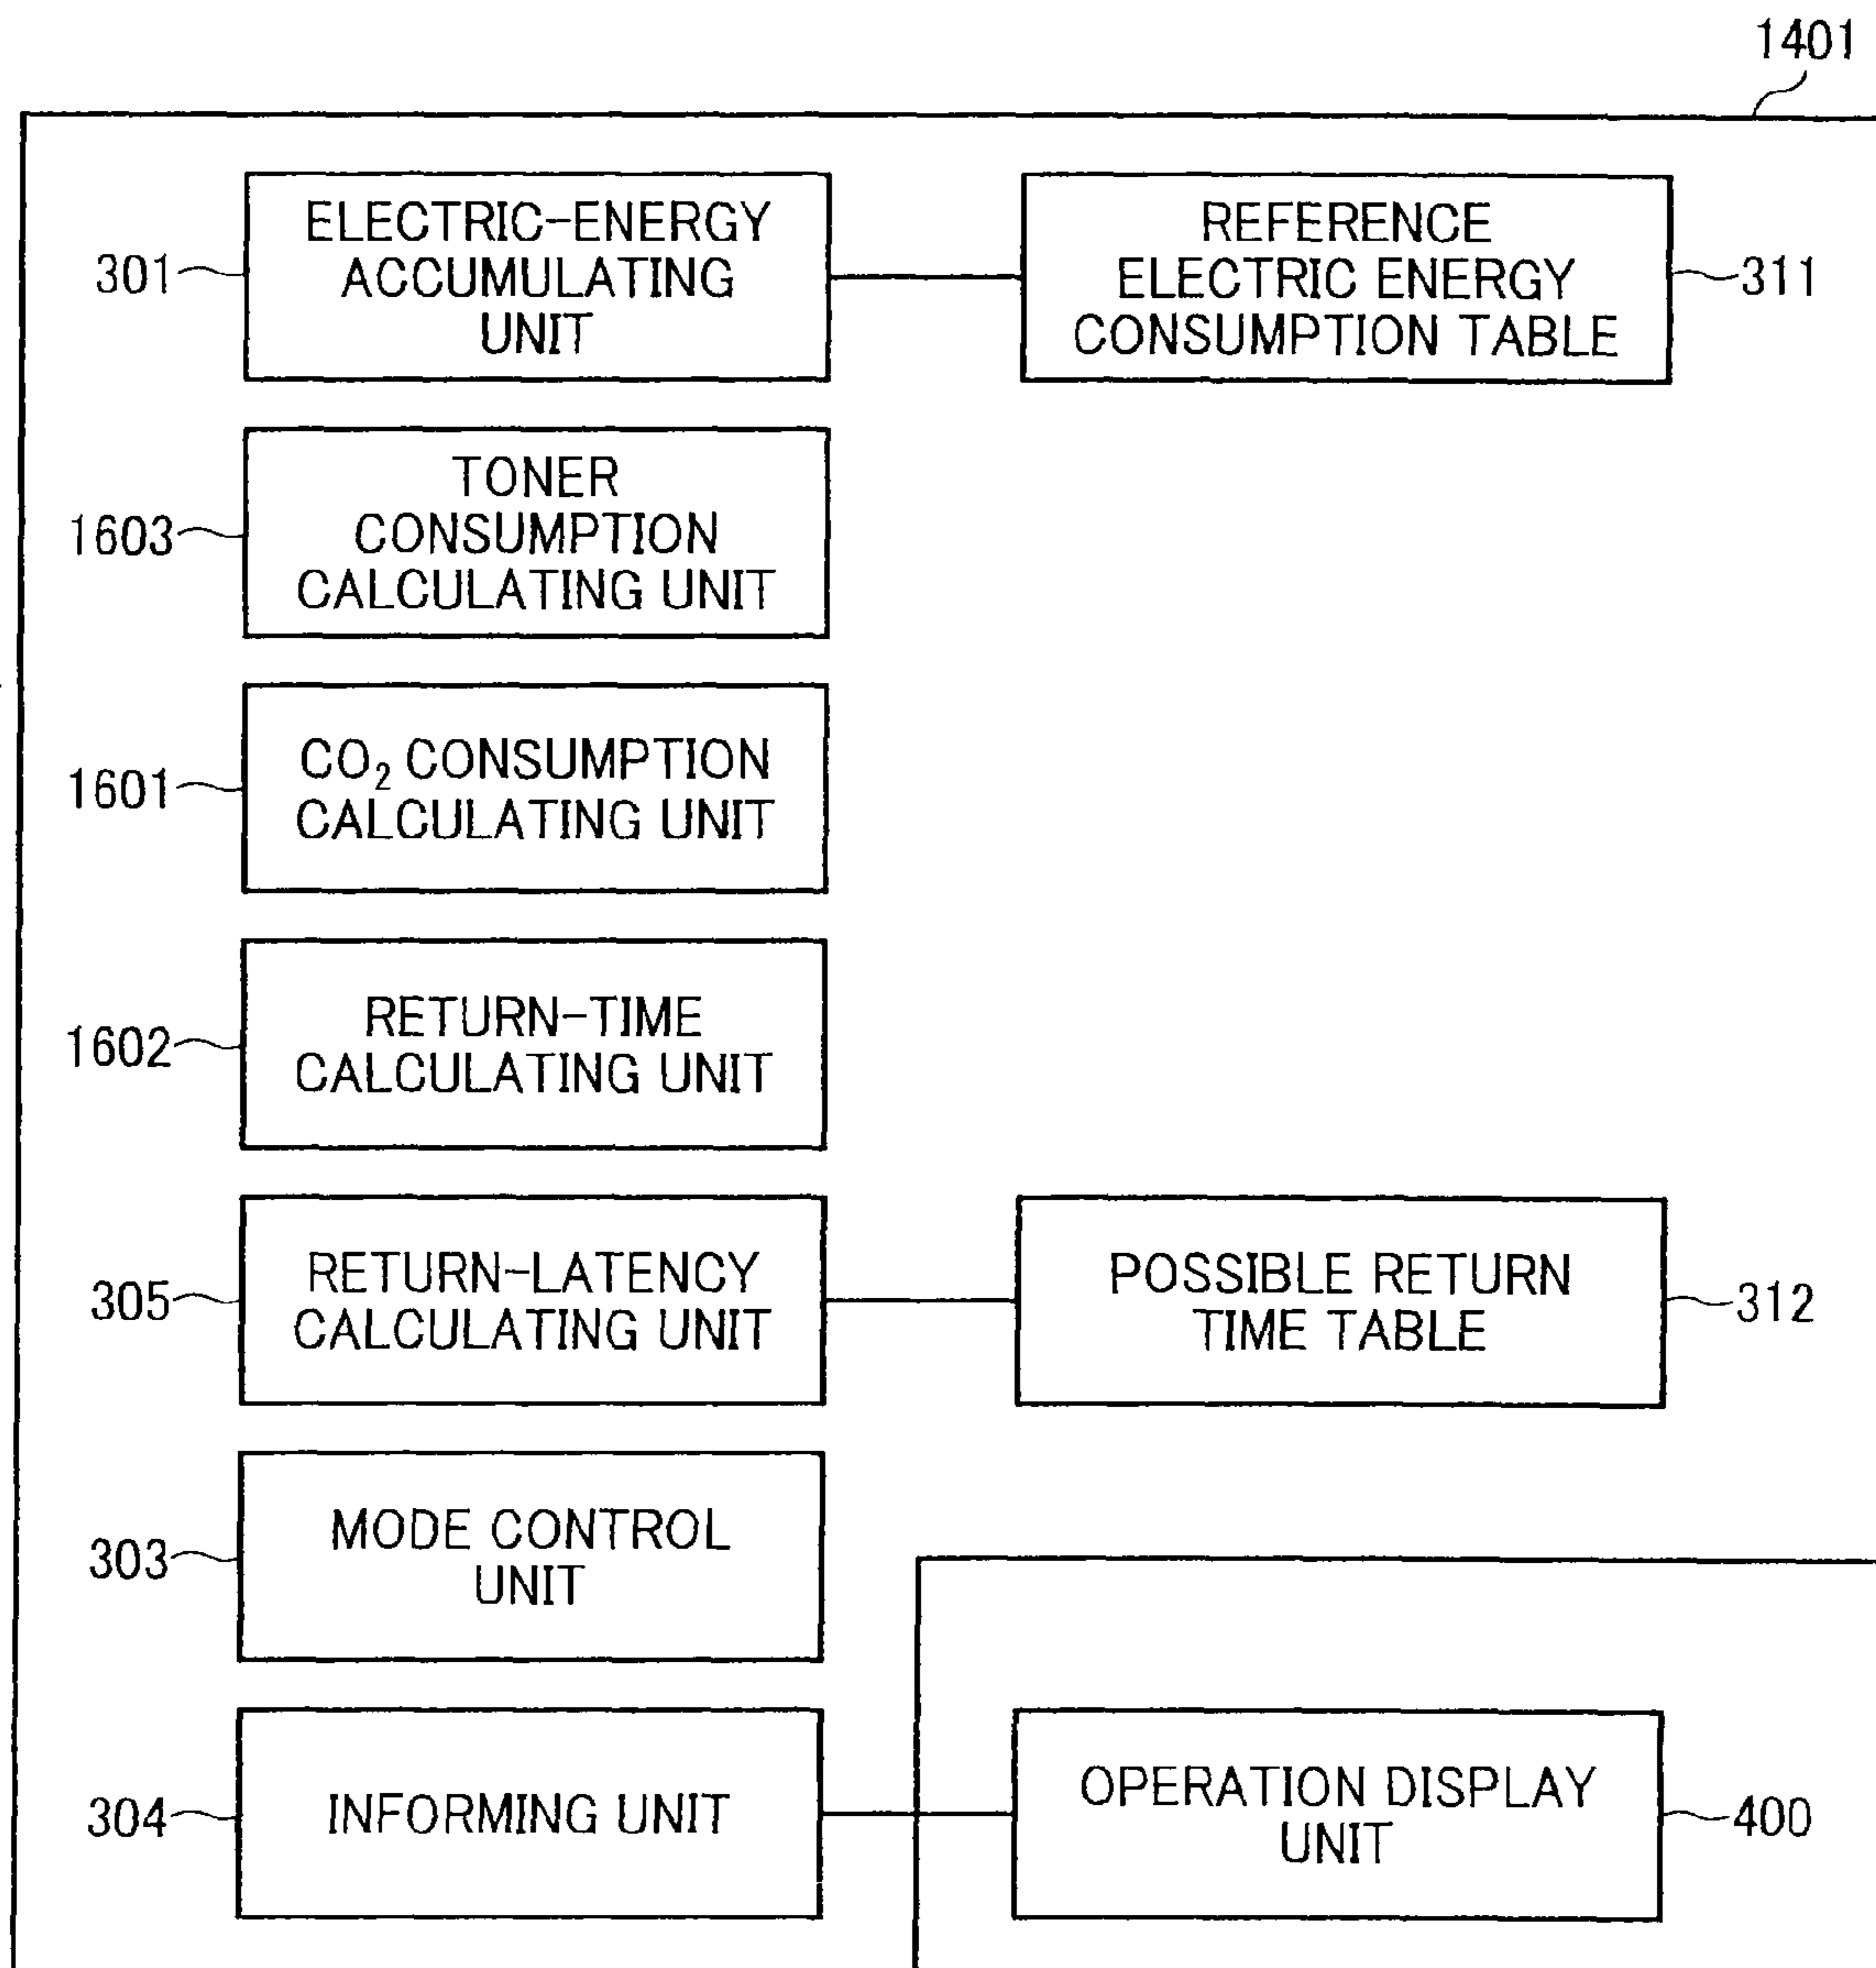 1401
301
ELECTRIC-ENERGY
ACCUMULATING
UNIT
REFERENCE
ELECTRIC ENERGY
CONSUMPTION TABLE
311
1603
TONER
CONSUMPTION
CALCULATING UNIT
1601
CO₂ CONSUMPTION
CALCULATING UNIT
1602
RETURN-TIME
CALCULATING UNIT
305
RETURN-LATENCY
CALCULATING UNIT
POSSIBLE RETURN
TIME TABLE
312
303
MODE CONTROL
UNIT
304
INFORMING UNIT
OPERATION DISPLAY
UNIT
400